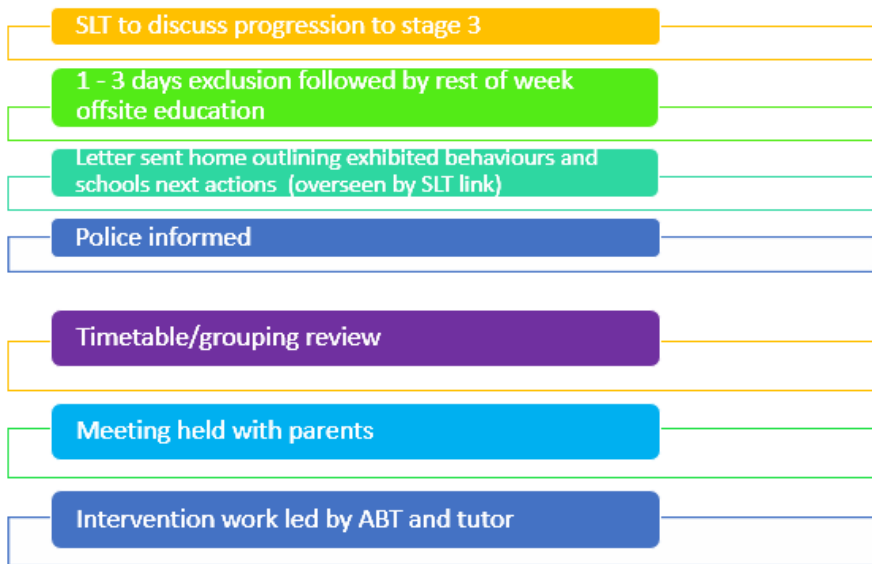 SLT to discuss progression to stage 3
1 - 3 days exclusion followed by rest of week
offsite education
Letter sent home outlining exhibited behaviours and
schools next actions  (overseen by SLT link)
Police informed
Timetable/grouping review
Meeting held with parents
Intervention work led by ABT and tutor